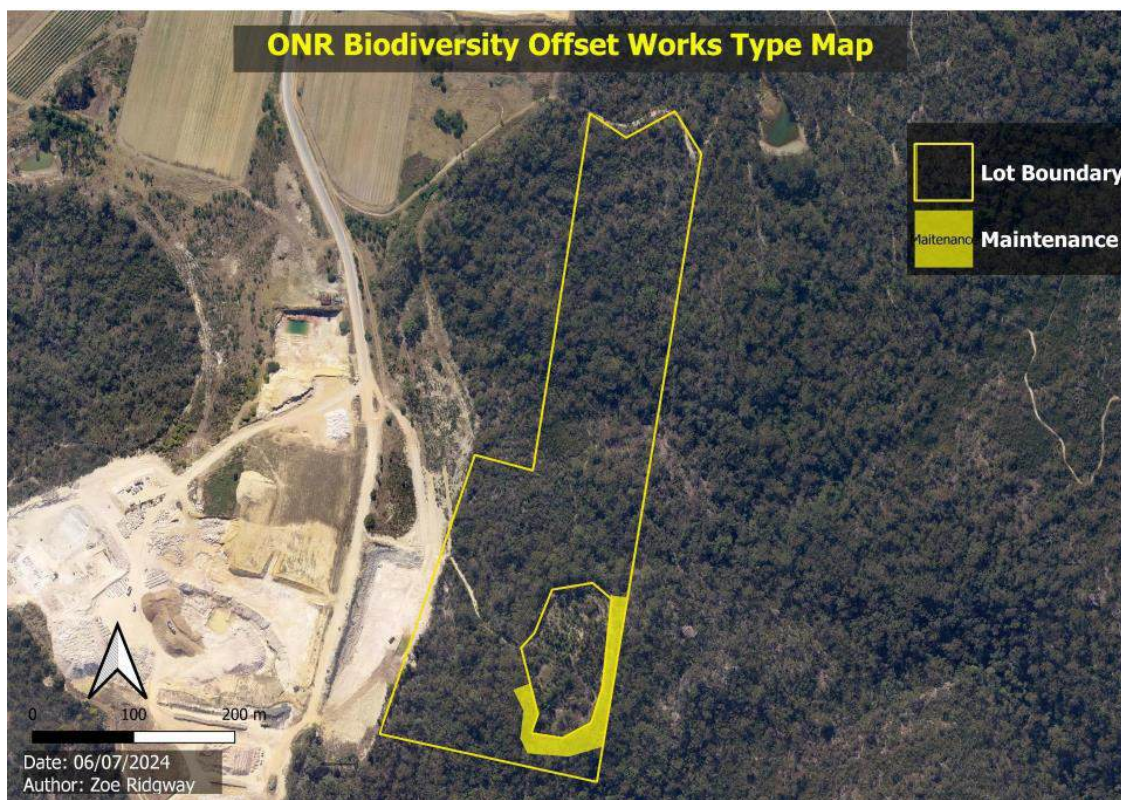 ONR Biodiversity Offset Works Type Map
Lot Boundary
Maitenance
Maintenance
0 100 200 m
Date: 06/07/2024
Author: Zoe Ridgway